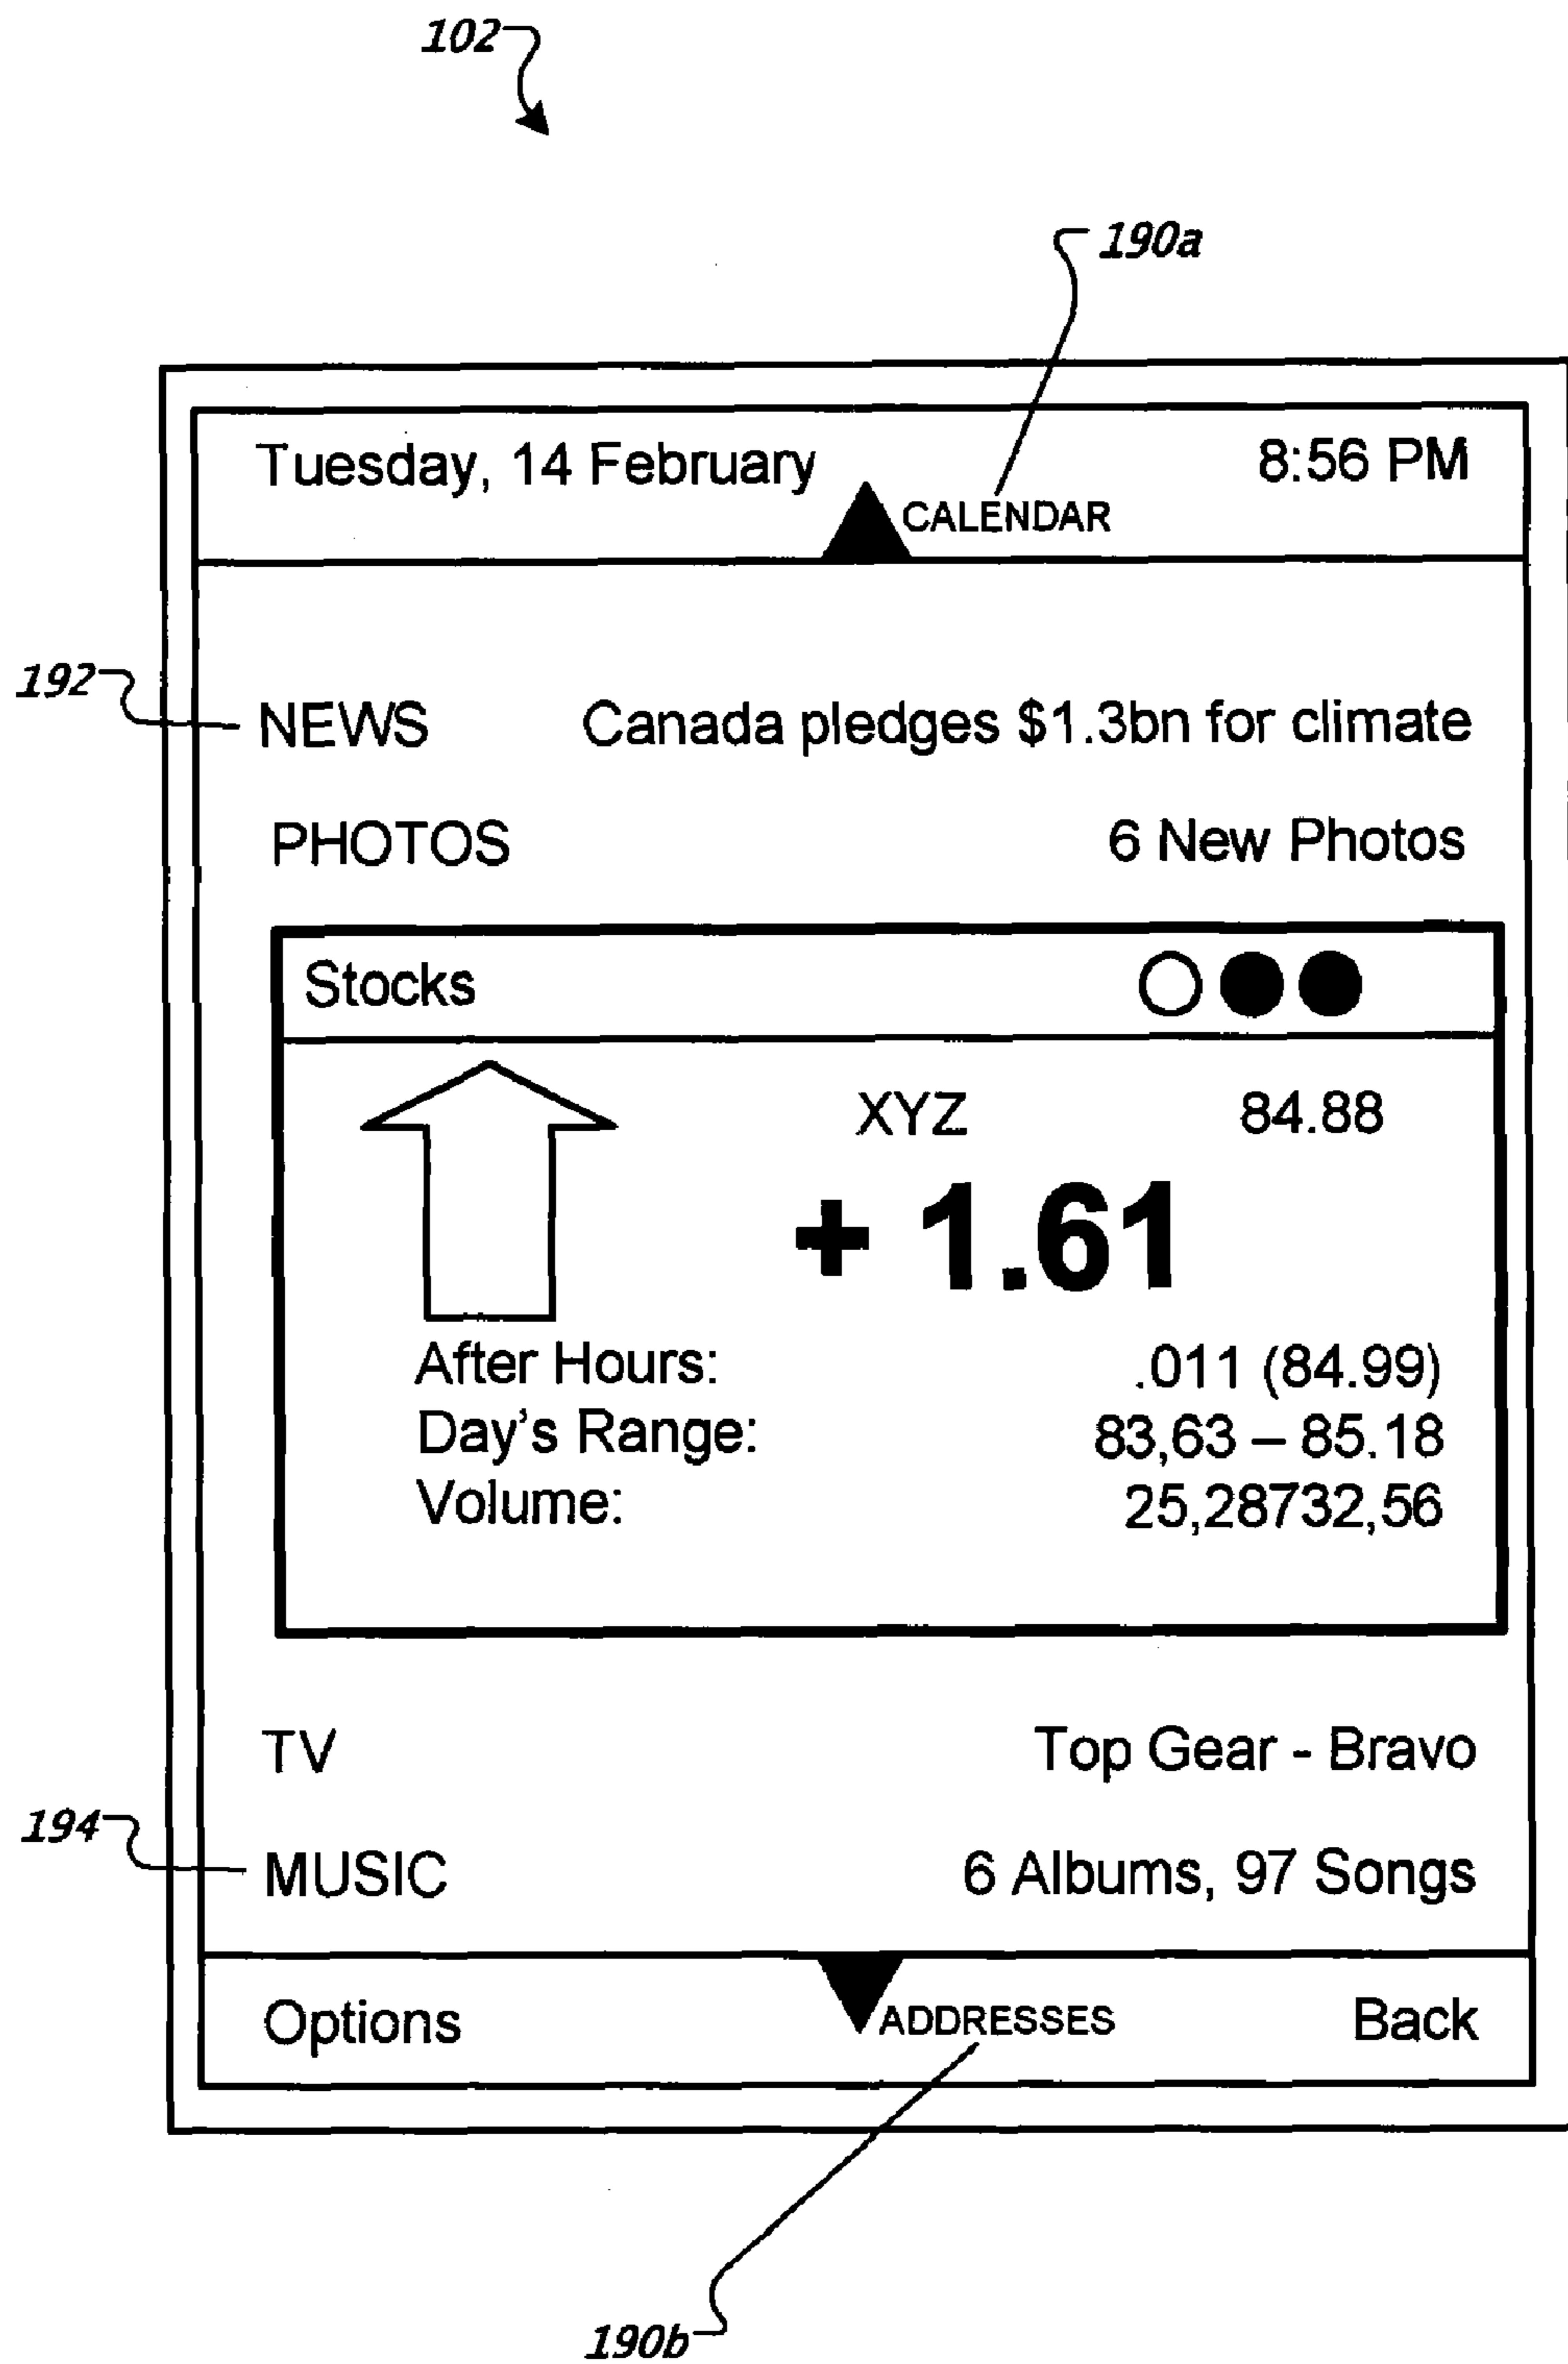 102
190a
Tuesday, 14 February 8:56 PM
CALENDAR
192
NEWS Canada pledges $1.3bn for climate
PHOTOS 6 New Photos
Stocks
XYZ 84.88
+ 1.61
After Hours: .011 (84.99)
Day's Range: 83,63 – 85.18
Volume: 25,28732,56
TV Top Gear - Bravo
194
MUSIC 6 Albums, 97 Songs
Options ADDRESSES Back
190b